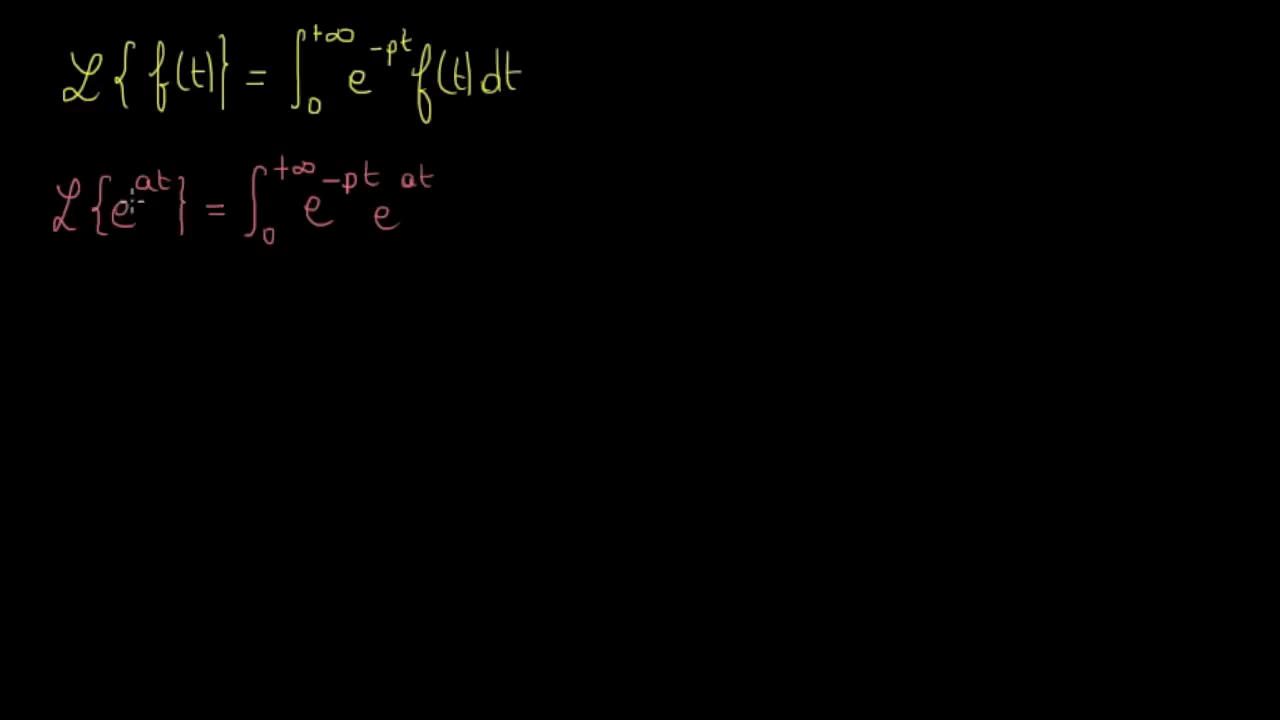 ℒ{f(t)} = ∫₀^{+∞} e^{-pt} f(t) dt
ℒ{e^{at}} = ∫₀^{+∞} e^{-pt} e^{at}